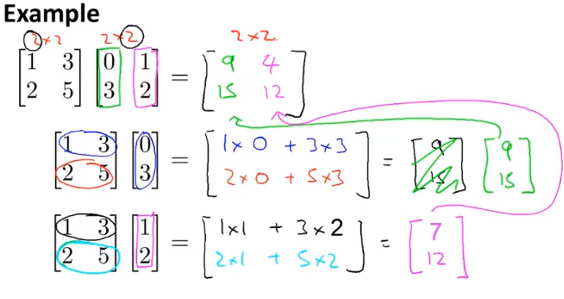 Example
2 × 2 2 × 2 2 × 2
[1 3] [0 1] = [9 4]
[2 5] [3 2] [15 12]
[1 3] [0] = [1 × 0 + 3 × 3] = [9] [9]
[2 5] [3] [2 × 0 + 5 × 3] [15] [15]
[1 3] [1] = [1 × 1 + 3 × 2] = [7]
[2 5] [2] [2 × 1 + 5 × 2] [12]